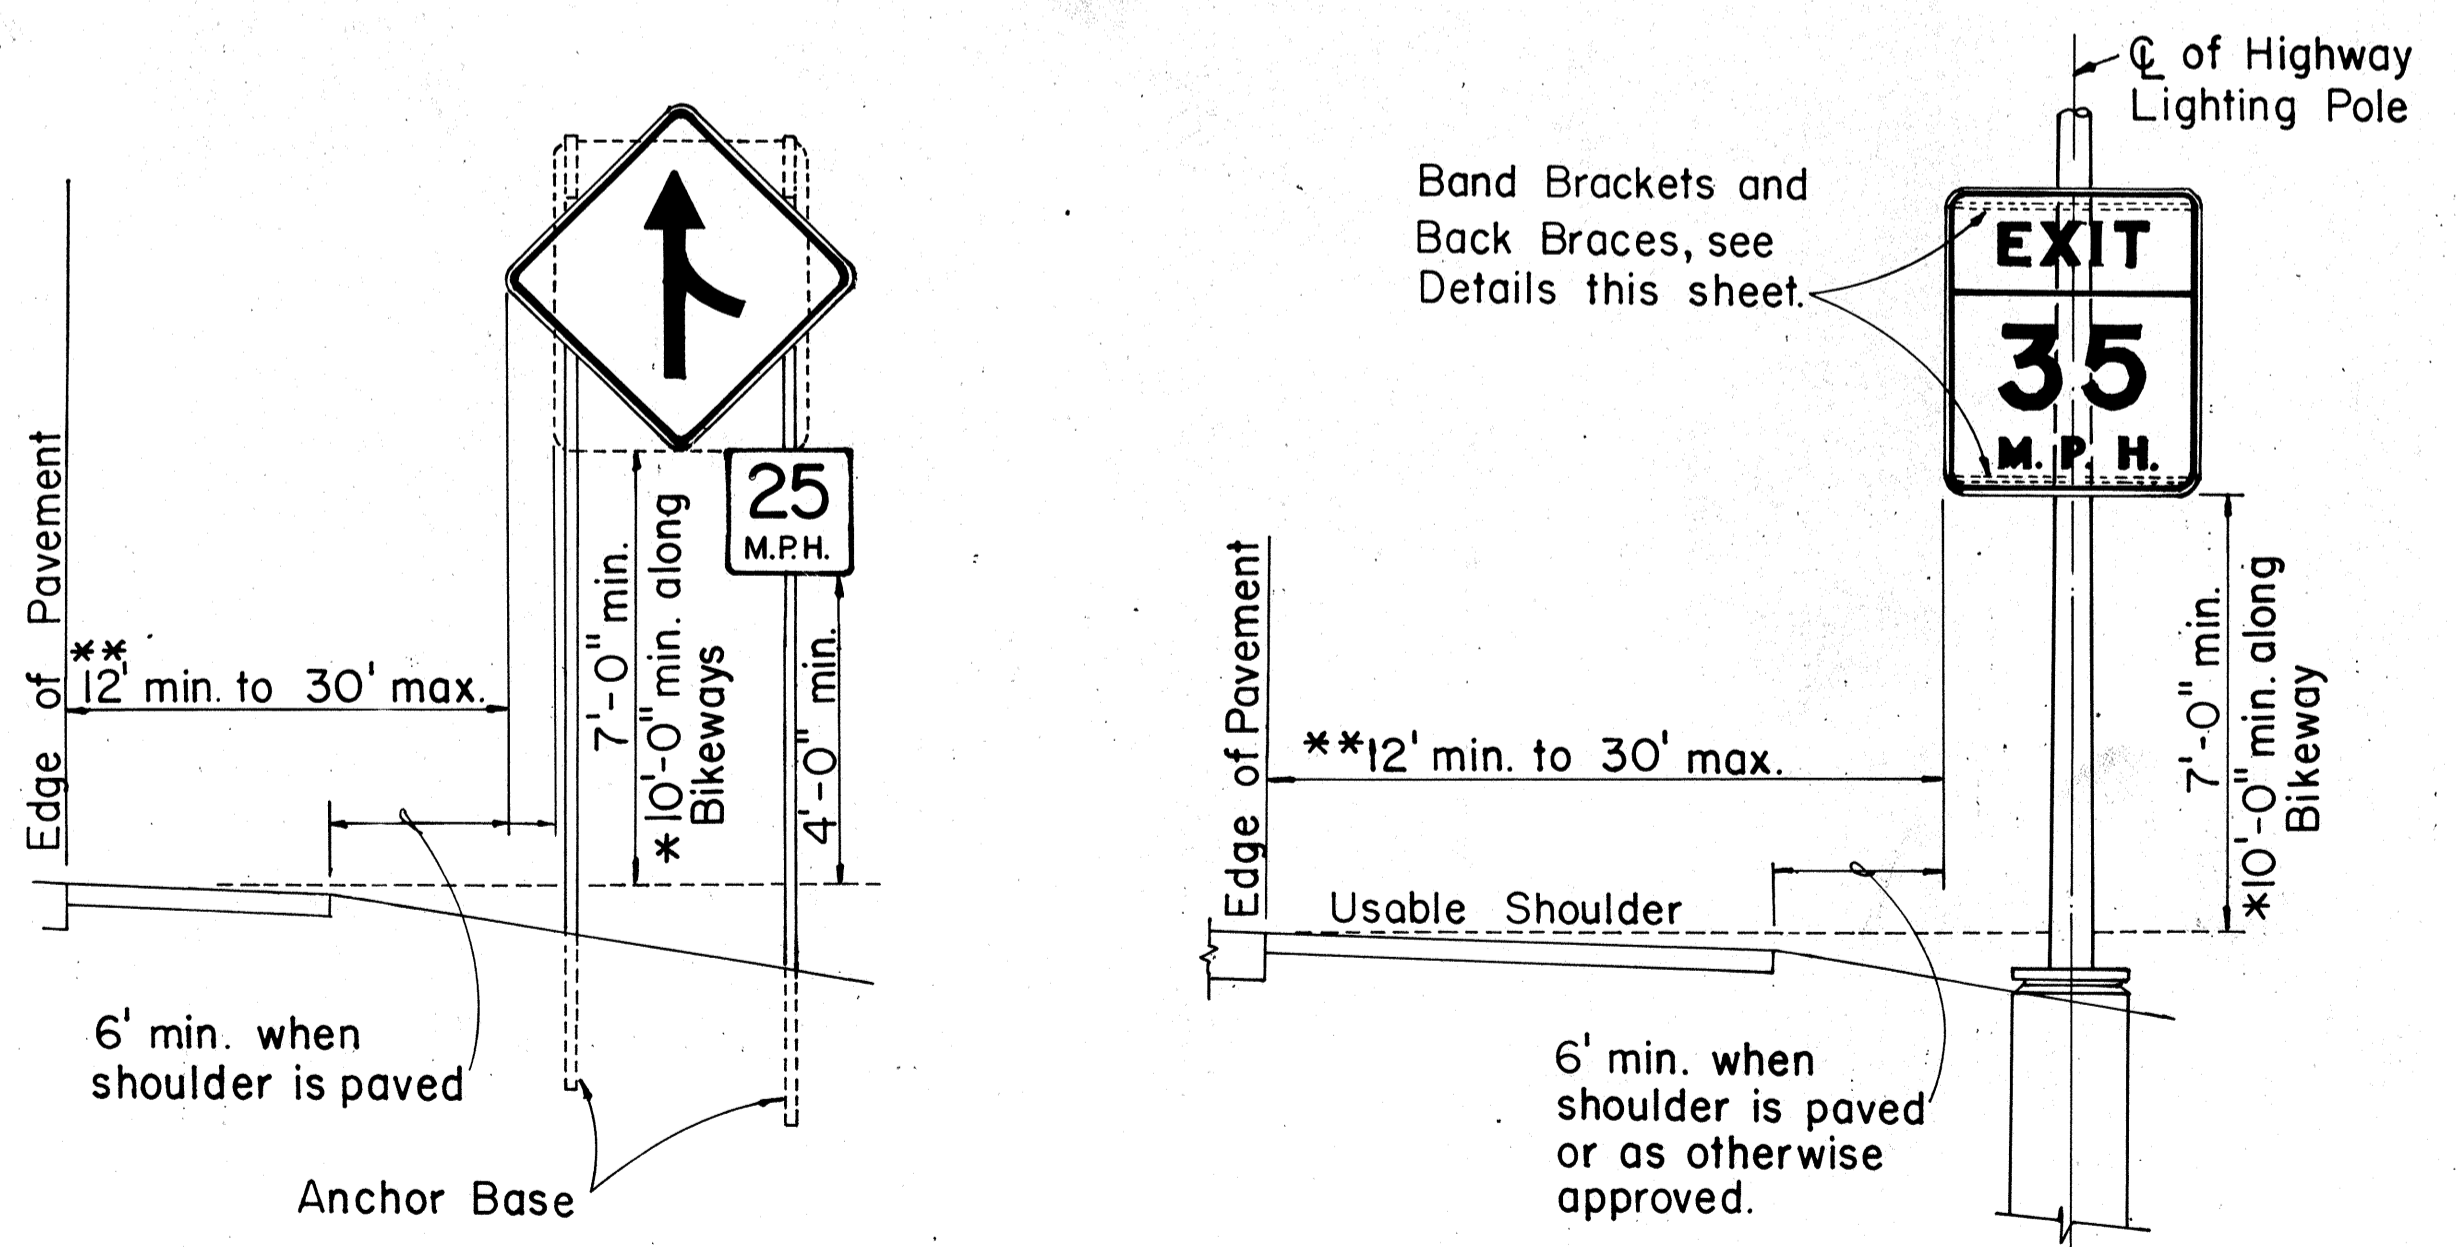 Edge of Pavement
**
12' min. to 30' max.
6' min. when
shoulder is paved
Anchor Base
7'-0" min.
*10'-0" min. along
Bikeways
25
M.P.H.
4'-0" min.
℄ of Highway
Lighting Pole
Band Brackets and
Back Braces, see
Details this sheet.
EXIT
35
M.P.H.
Edge of Pavement
**12' min. to 30' max.
Usable Shoulder
6' min. when
shoulder is paved
or as otherwise
approved.
7'-0" min.
*10'-0" min. along
Bikeway